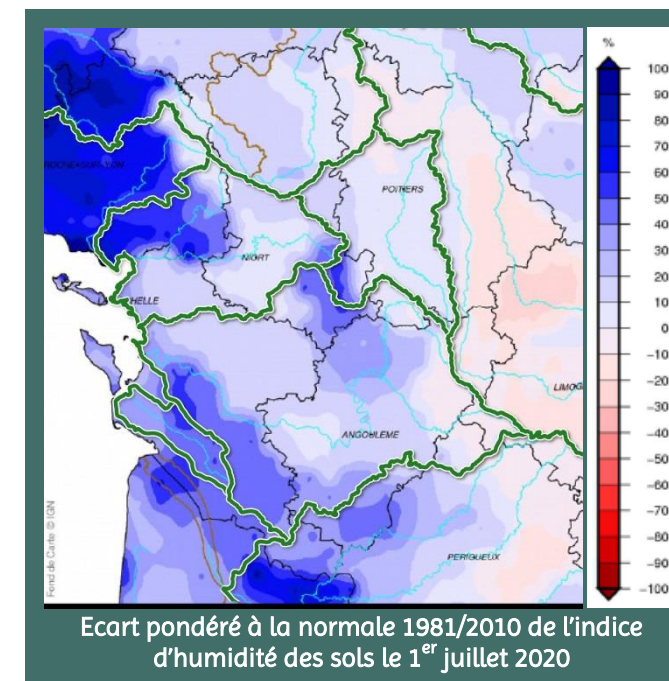 %
100
90
80
70
60
50
40
30
20
10
0
-10
-20
-30
-40
-50
-60
-70
-80
-90
-100
POITIERS
NIORT
HELLE
LIMOG
ANGOULEME
PERIGUEUX
Fond de Carte © IGN
Ecart pondéré à la normale 1981/2010 de l'indice
d'humidité des sols le 1er juillet 2020